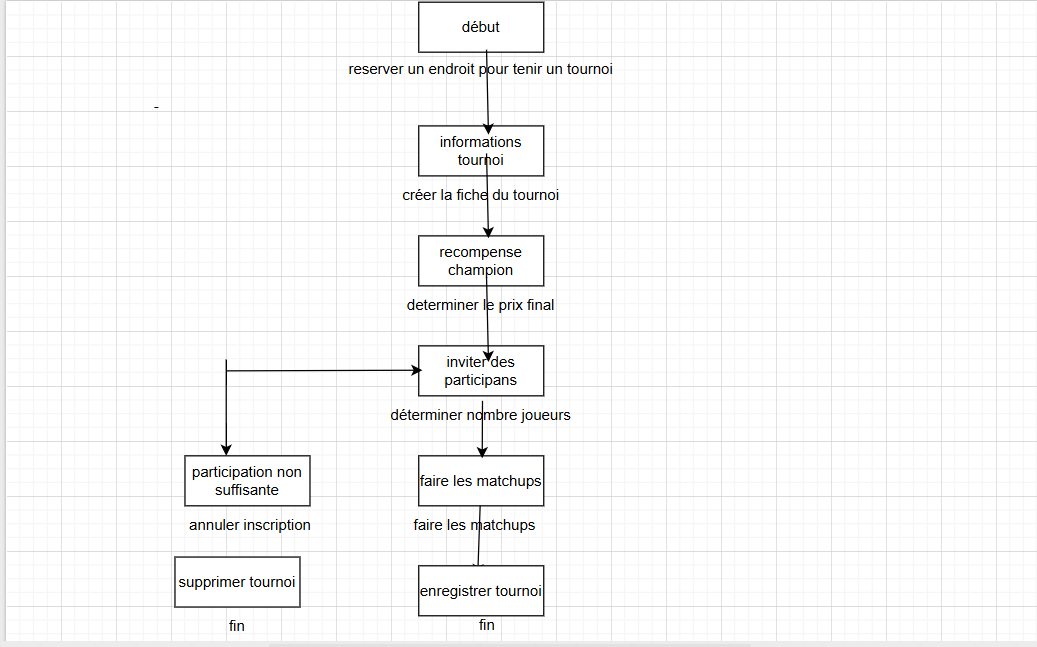 début
reserver un endroit pour tenir un tournoi
-
informations
tournoi
créer la fiche du tournoi
recompense
champion
determiner le prix final
inviter des
participans
déterminer nombre joueurs
participation non
suffisante
faire les matchups
annuler inscription
faire les matchups
supprimer tournoi
enregistrer tournoi
fin
fin